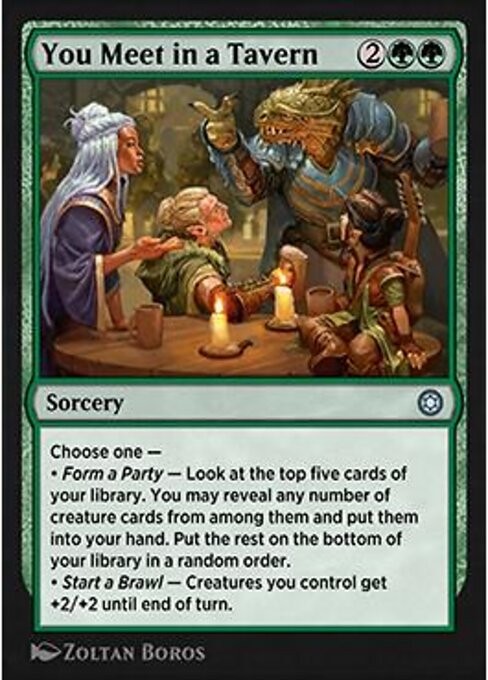 You Meet in a Tavern 2
Sorcery
Choose one —
• Form a Party — Look at the top five cards of
your library. You may reveal any number of
creature cards from among them and put them
into your hand. Put the rest on the bottom of
your library in a random order.
• Start a Brawl — Creatures you control get
+2/+2 until end of turn.
Zoltan Boros